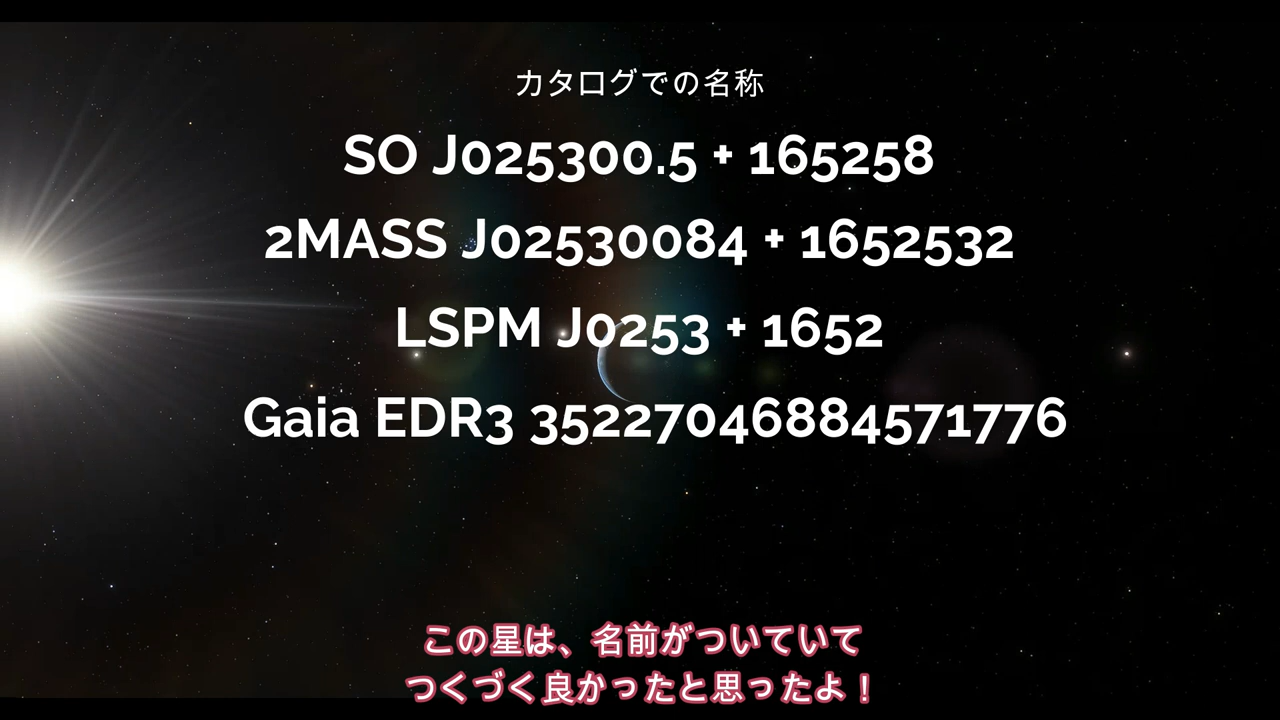 カタログでの名称
SO J025300.5 + 165258
2MASS J02530084 + 1652532
LSPM J0253 + 1652
Gaia EDR3 35227046884571776
この星は、名前がついていて
つくづく良かったと思ったよ！